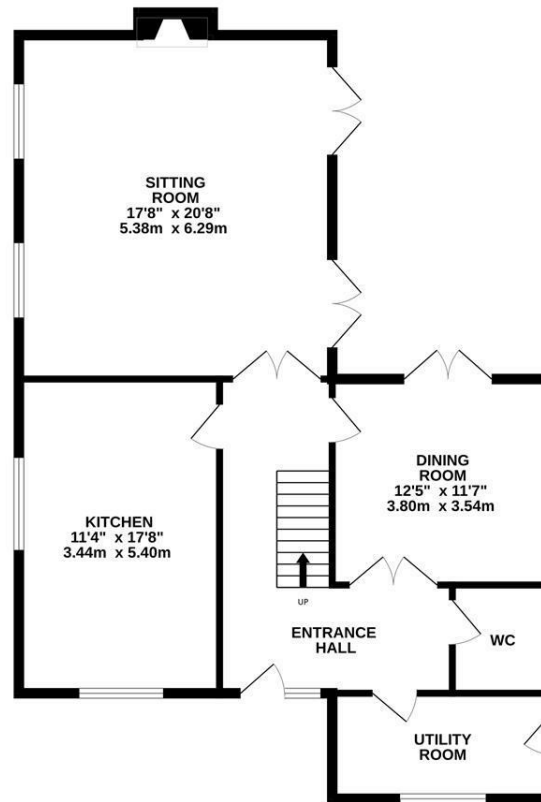 SITTING
ROOM
17'8" x 20'8"
5.38m x 6.29m
DINING
ROOM
12'5" x 11'7"
3.80m x 3.54m
KITCHEN
11'4" x 17'8"
3.44m x 5.40m
UP
ENTRANCE
HALL
WC
UTILITY
ROOM